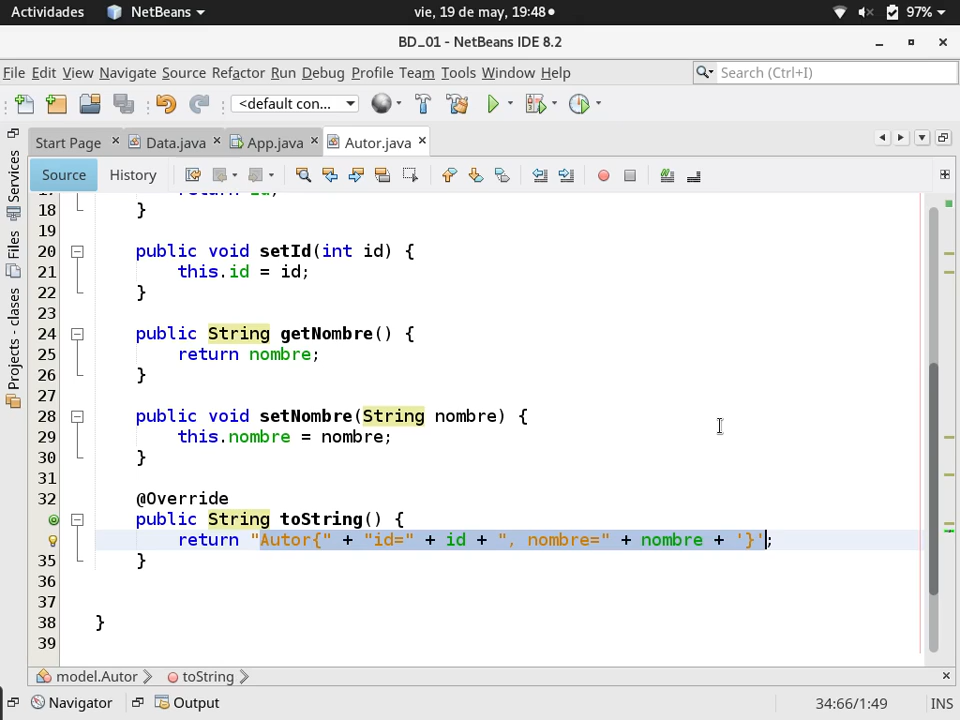 Actividades NetBeans vie, 19 de may, 19:48 97%
BD_01 - NetBeans IDE 8.2
File Edit View Navigate Source Refactor Run Debug Profile Team Tools Window Help Search (Ctrl+I)
<default con...
Start Page Data.java App.java Autor.java
Source History
Services
Files
Projects - clases
18 }
19
20 public void setId(int id) {
21 this.id = id;
22 }
23
24 public String getNombre() {
25 return nombre;
26 }
27
28 public void setNombre(String nombre) {
29 this.nombre = nombre;
30 }
31
32 @Override
public String toString() {
return "Autor{" + "id=" + id + ", nombre=" + nombre + '}';
35 }
36
37
38 }
39
model.Autor toString
Navigator Output 34:66/1:49 INS